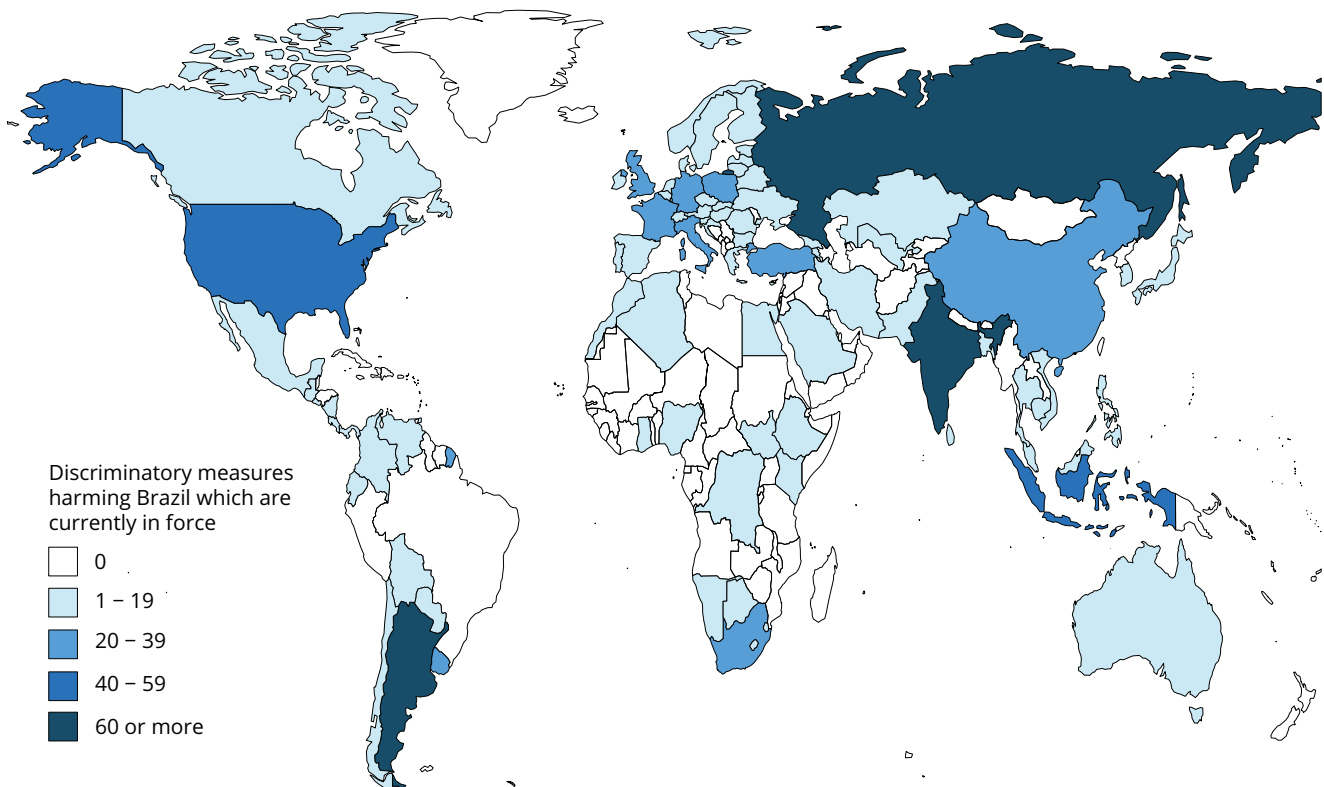 Discriminatory measures
harming Brazil which are
currently in force
0
1 – 19
20 – 39
40 – 59
60 or more